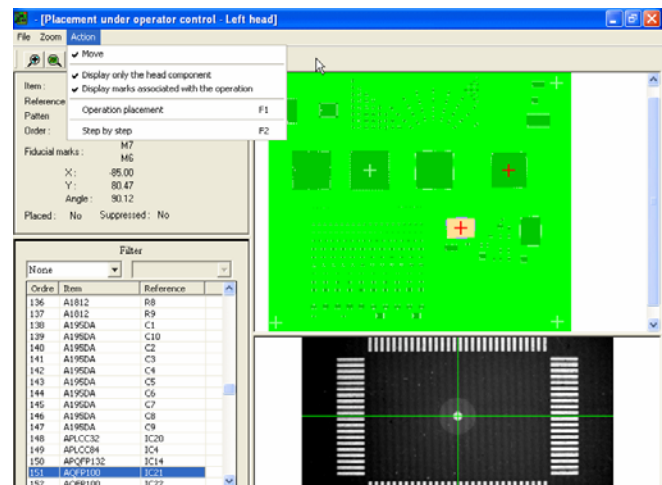 - [Placement under operator control - Left head]
File Zoom Action
Move
Display only the head component
Display marks associated with the operation
Operation placement F1
Step by step F2
Item :
Reference
Patten
Order :
Fiducial marks : M7
M6
X : -85.00
Y : 80.47
Angle : 90.12
Placed : No Suppressed : No
Filter
None
Ordre Item Reference
136 A1812 R8
137 A1812 R9
138 A195DA C1
139 A195DA C10
140 A195DA C2
141 A195DA C3
142 A195DA C4
143 A195DA C5
144 A195DA C6
145 A195DA C7
146 A195DA C8
147 A195DA C9
148 APLCC32 IC20
149 APLCC84 IC4
150 APQFP132 IC14
151 AQFP100 IC21
152 AQFP100 IC22